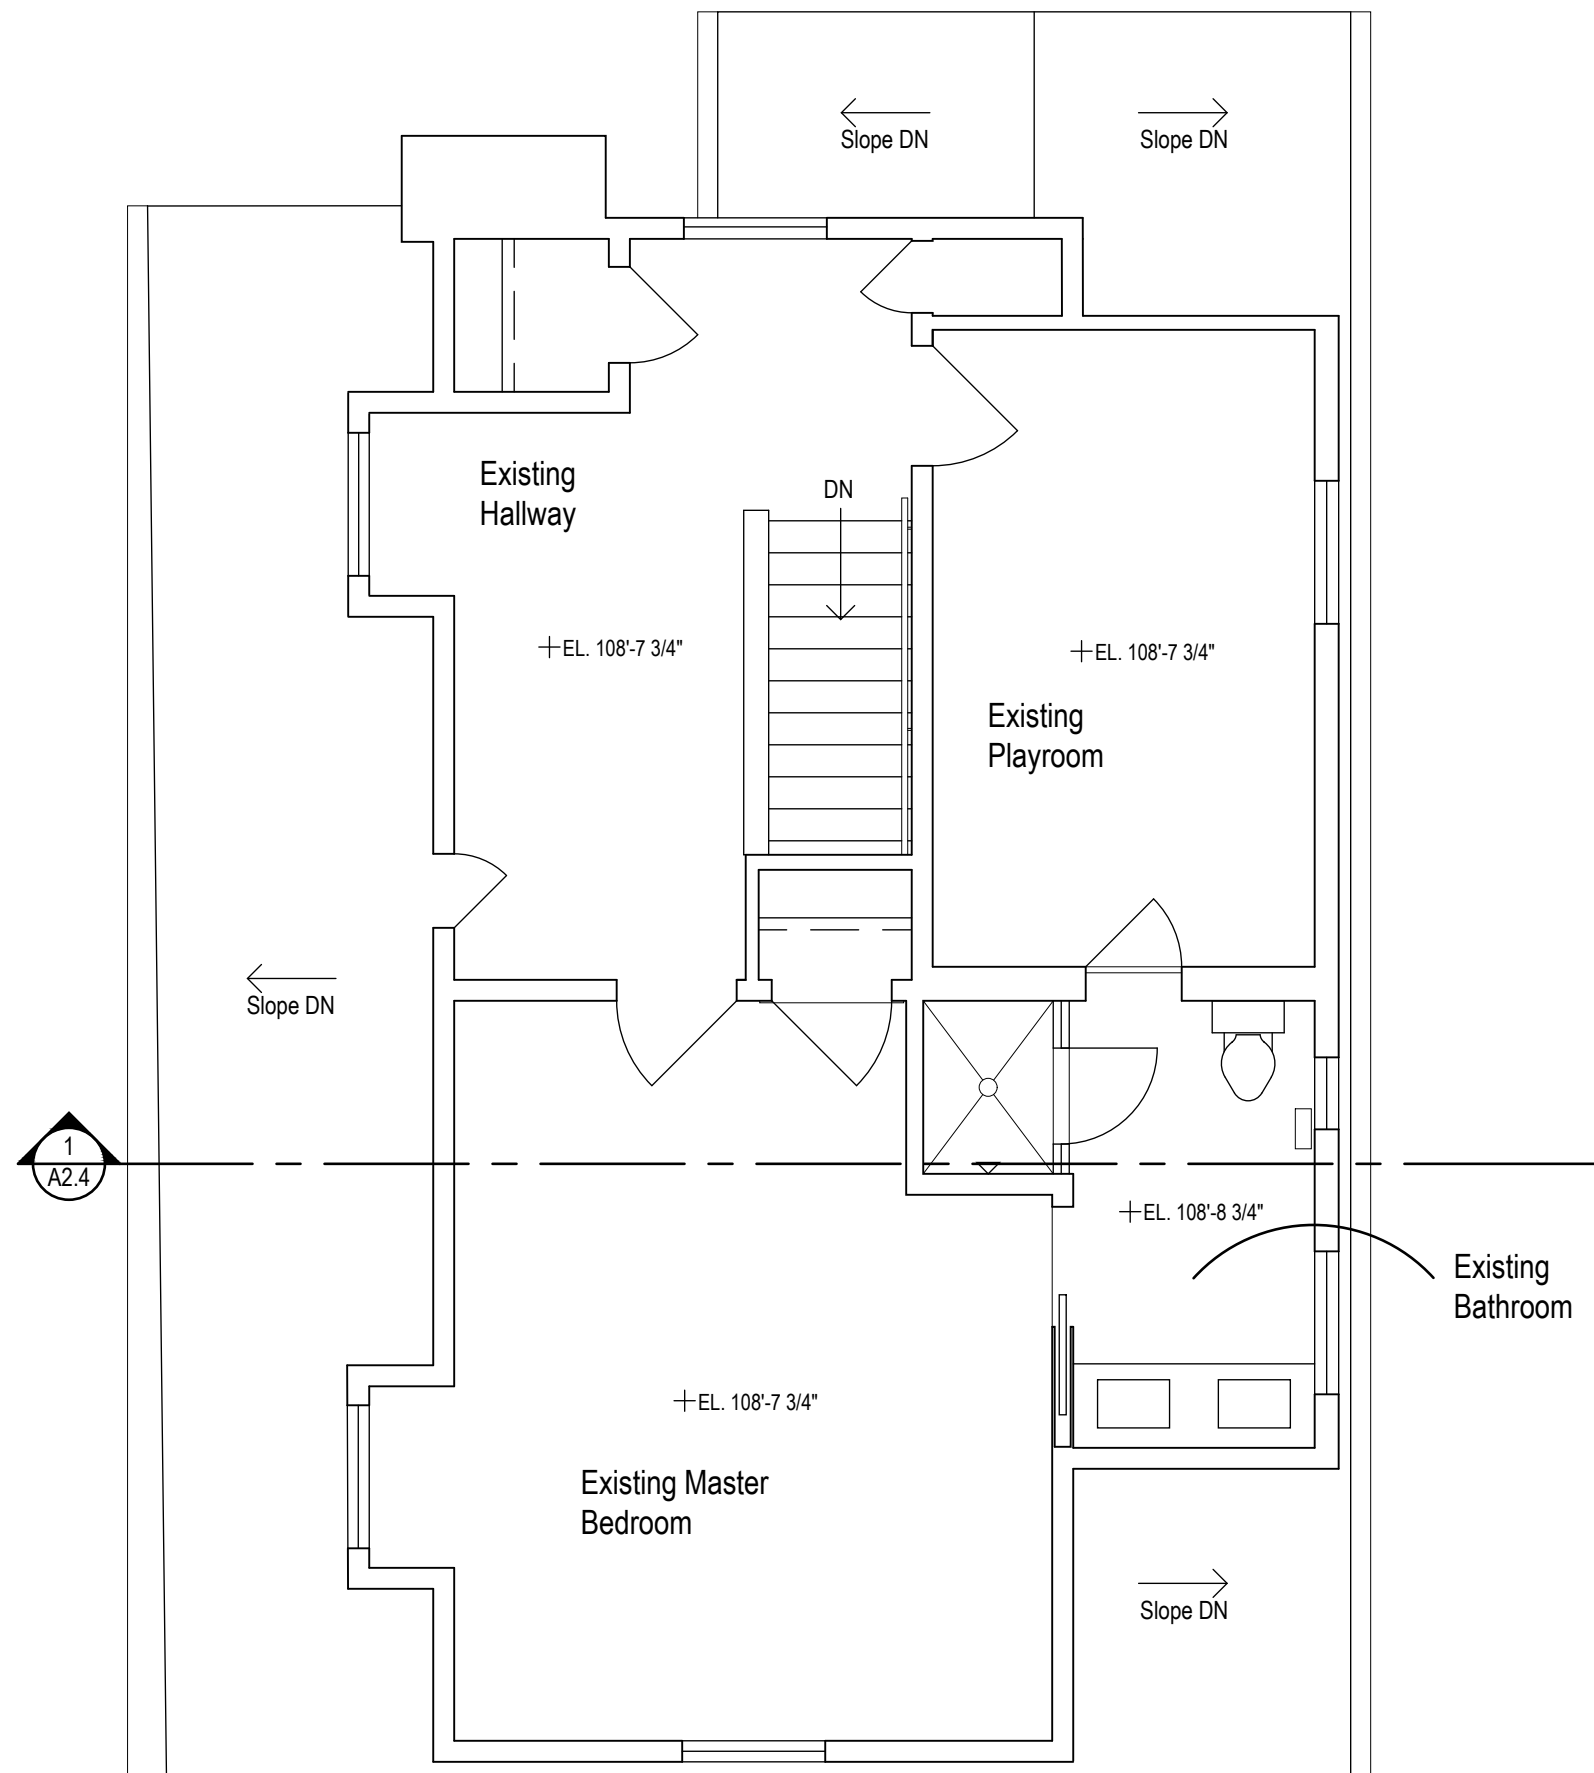 Slope DN
Slope DN
Existing
Hallway
DN
EL. 108'-7 3/4"
EL. 108'-7 3/4"
Existing
Playroom
Slope DN
1
A2.4
EL. 108'-8 3/4"
Existing
Bathroom
EL. 108'-7 3/4"
Existing Master
Bedroom
Slope DN